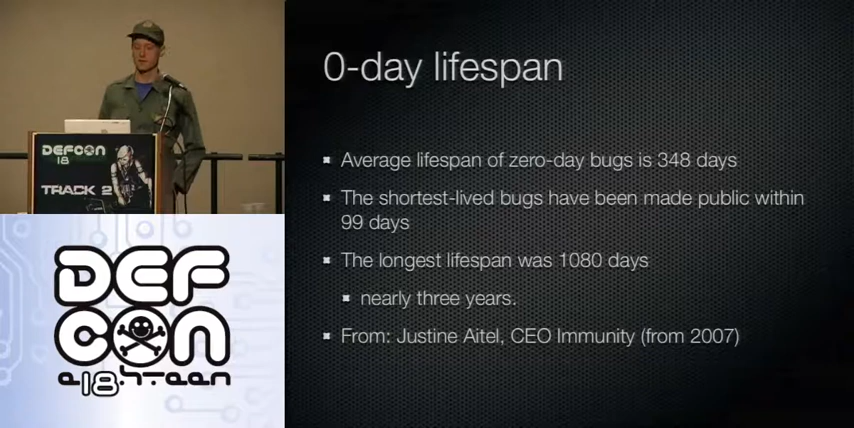 0-day lifespan
Average lifespan of zero-day bugs is 348 days
The shortest-lived bugs have been made public within
99 days
The longest lifespan was 1080 days
nearly three years.
From: Justine Aitel, CEO Immunity (from 2007)
DEFCON
18
TRACK 2
DEF
CON
e18hteen